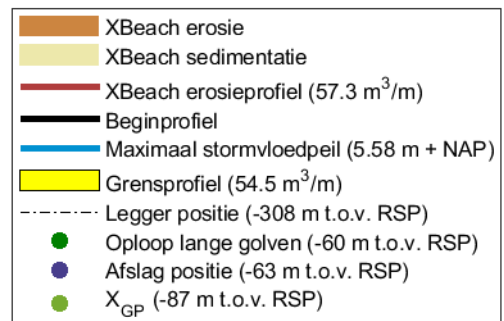 XBeach erosie
XBeach sedimentatie
XBeach erosieprofiel (57.3 m³/m)
Beginprofiel
Maximaal stormvloedpeil (5.58 m + NAP)
Grensprofiel (54.5 m³/m)
Legger positie (-308 m t.o.v. RSP)
Oploop lange golven (-60 m t.o.v. RSP)
Afslag positie (-63 m t.o.v. RSP)
X_GP (-87 m t.o.v. RSP)